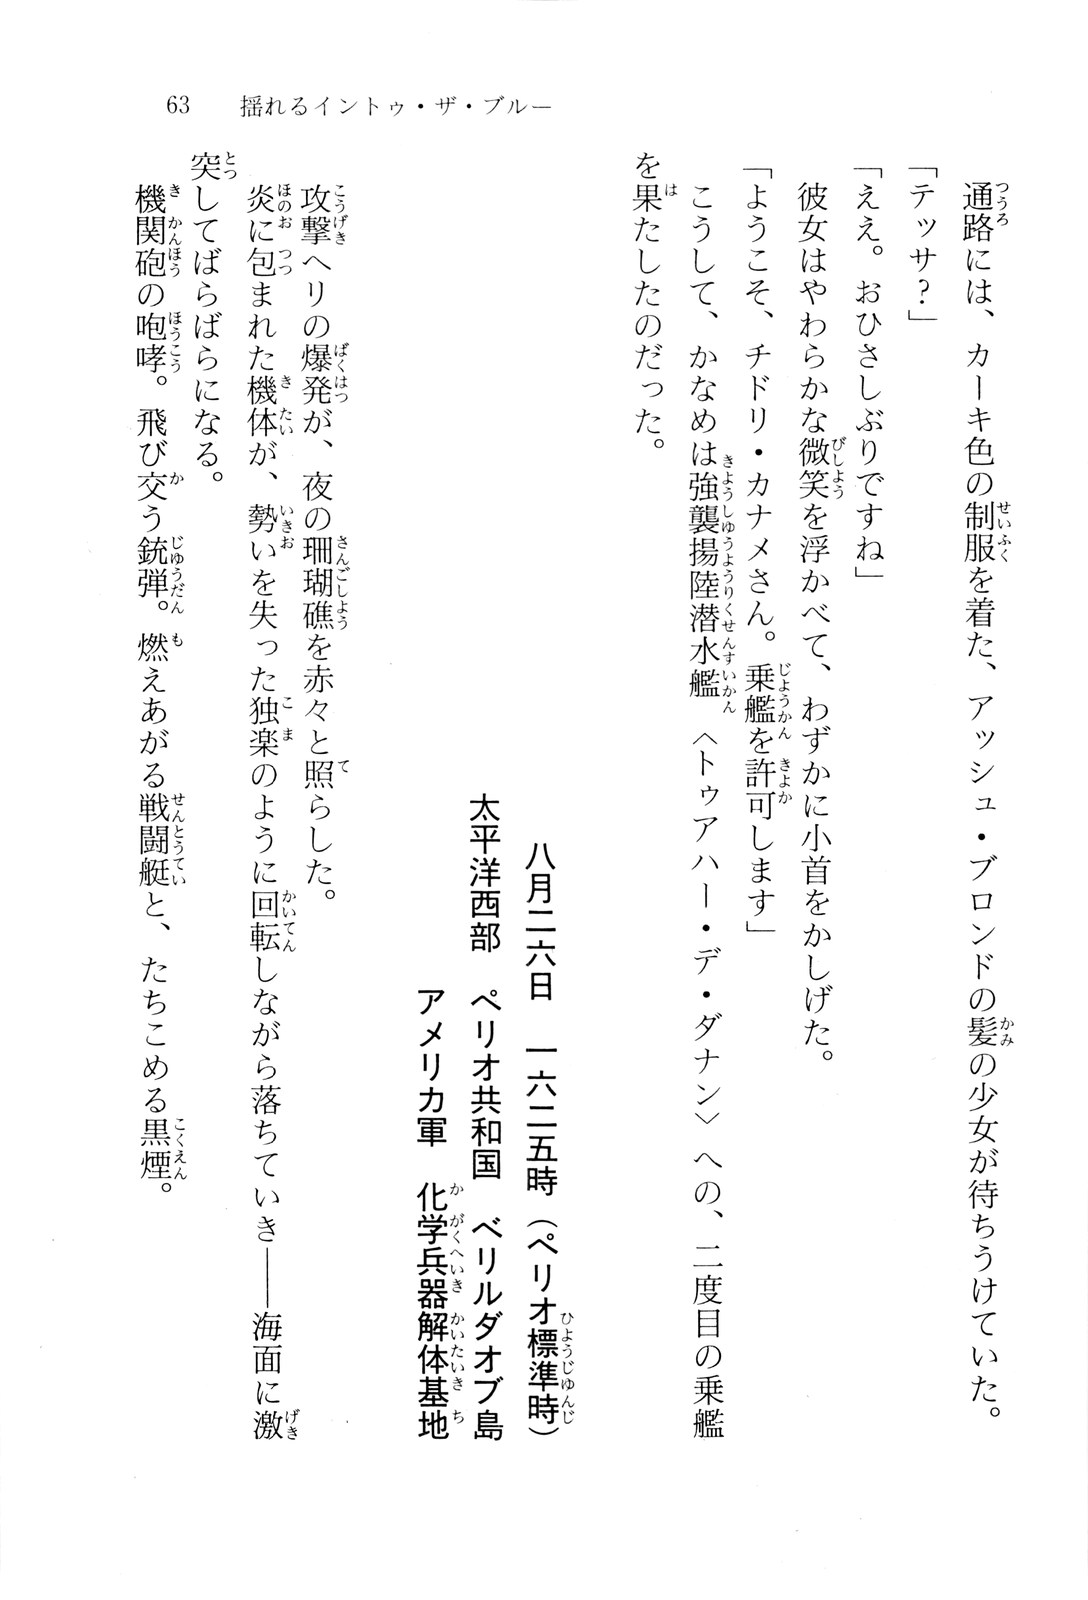 63　揺れるイントゥ・ザ・ブルー
通路には、カーキ色の制服を着た、アッシュ・ブロンドの髪の少女が待ちうけていた。
「テッサ？」
「ええ。おひさしぶりですね」
彼女はやわらかな微笑を浮かべて、わずかに小首をかしげた。
「ようこそ、チドリ・カナメさん。乗艦を許可します」
こうして、かなめは強襲揚陸潜水艦〈トゥアハー・デ・ダナン〉への、二度目の乗艦
を果たしたのだった。
八月二六日　一六二五時（ペリオ標準時）
太平洋西部　ペリオ共和国　ベリルダオブ島
アメリカ軍　化学兵器解体基地
攻撃ヘリの爆発が、夜の珊瑚礁を赤々と照らした。
炎に包まれた機体が、勢いを失った独楽のように回転しながら落ちていき――海面に激
突してばらばらになる。
機関砲の咆哮。飛び交う銃弾。燃えあがる戦闘艇と、たちこめる黒煙。